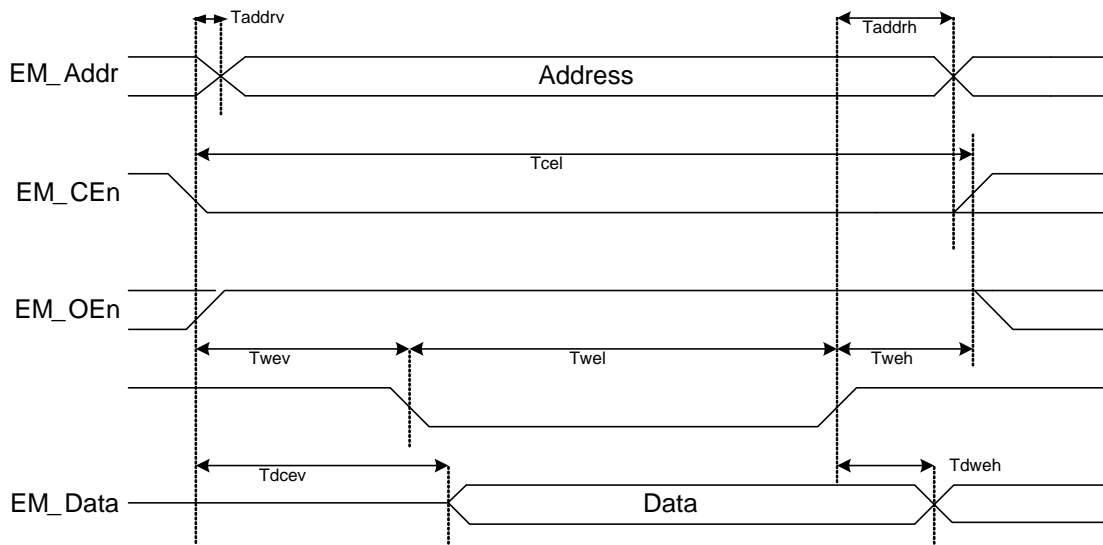 Taddrv
Taddrh
EM_Addr
Address
Tcel
EM_CEn
EM_OEn
Twev
Twel
Tweh
Tdcev
Tdweh
EM_Data
Data